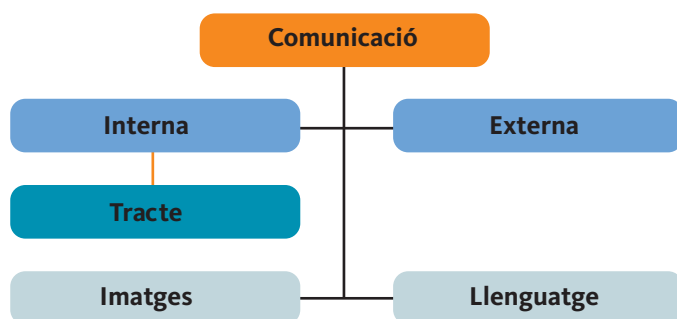 Comunicació
Interna
Externa
Tracte
Imatges
Llenguatge